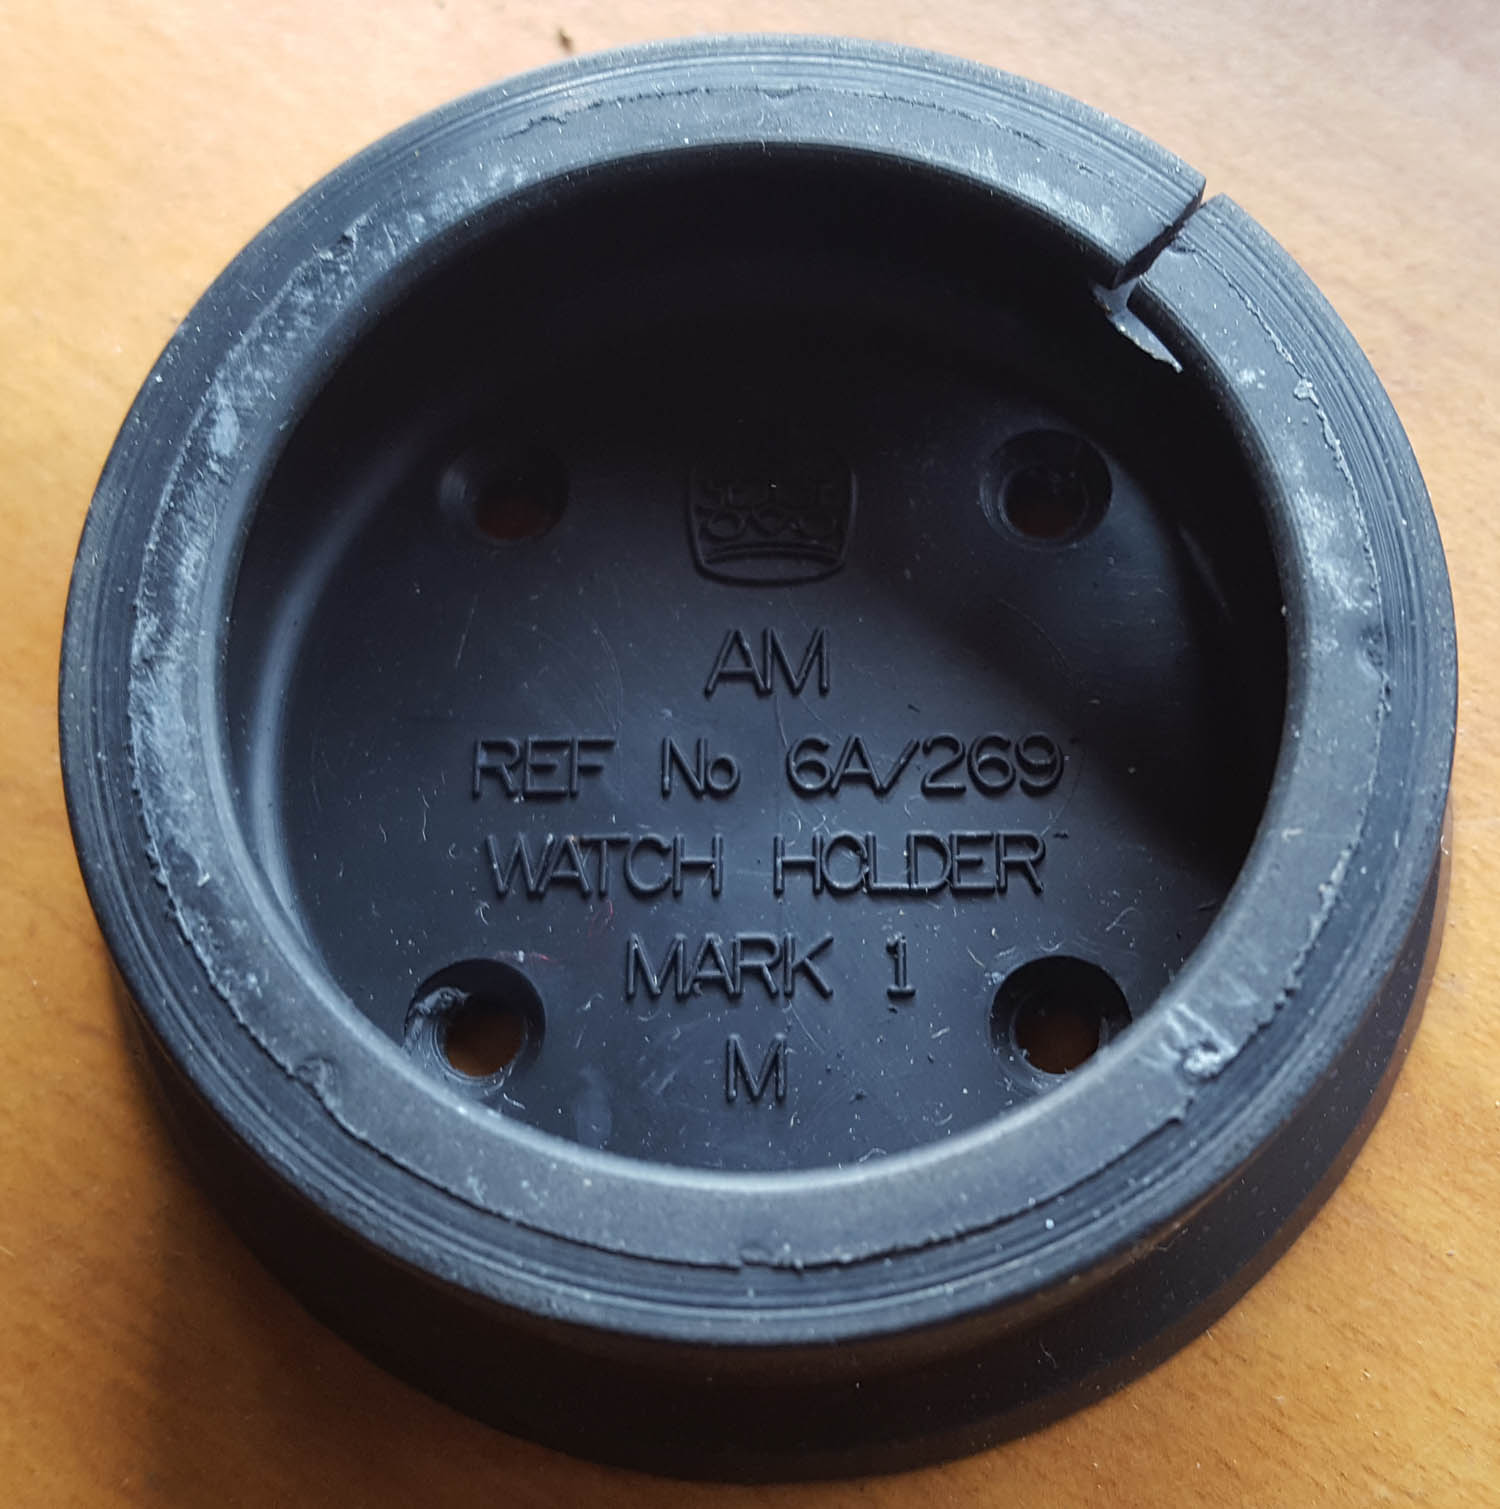 AM
REF No 6A/269
WATCH HOLDER
MARK 1
M